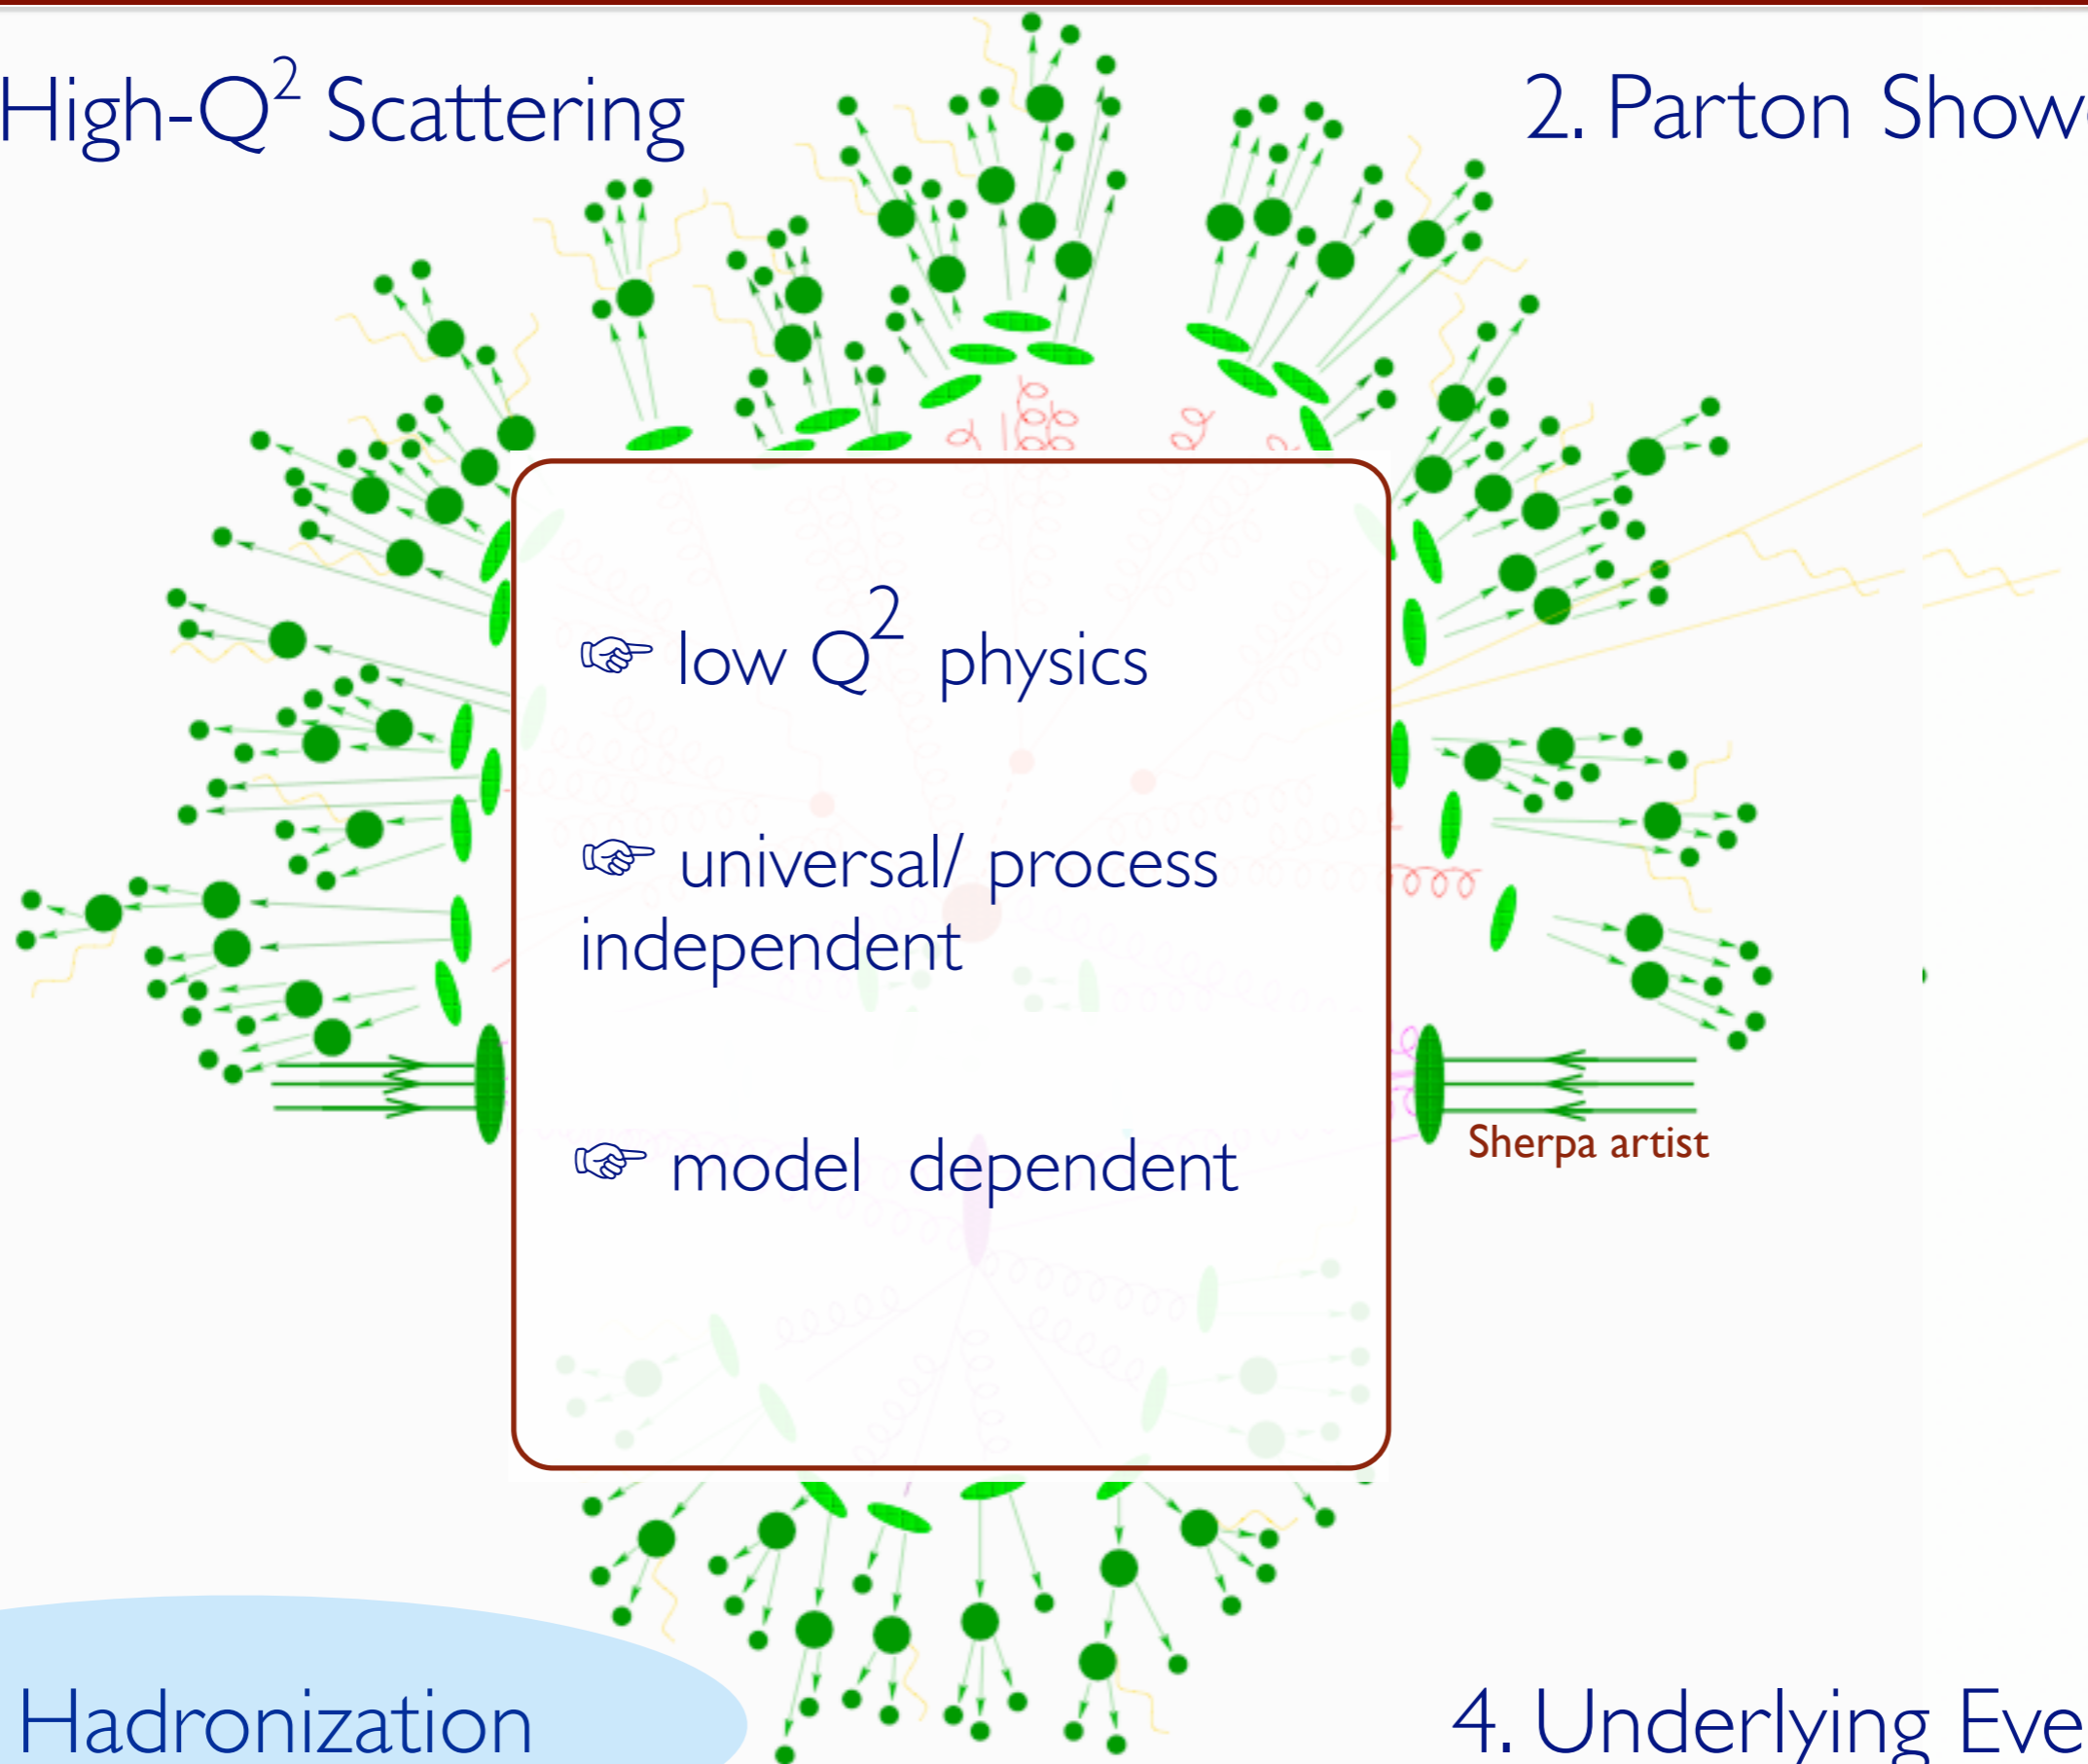 High-Q² Scattering
2. Parton Show
☞ low Q² physics
☞ universal/ process
independent
☞ model dependent
Sherpa artist
Hadronization
4. Underlying Eve